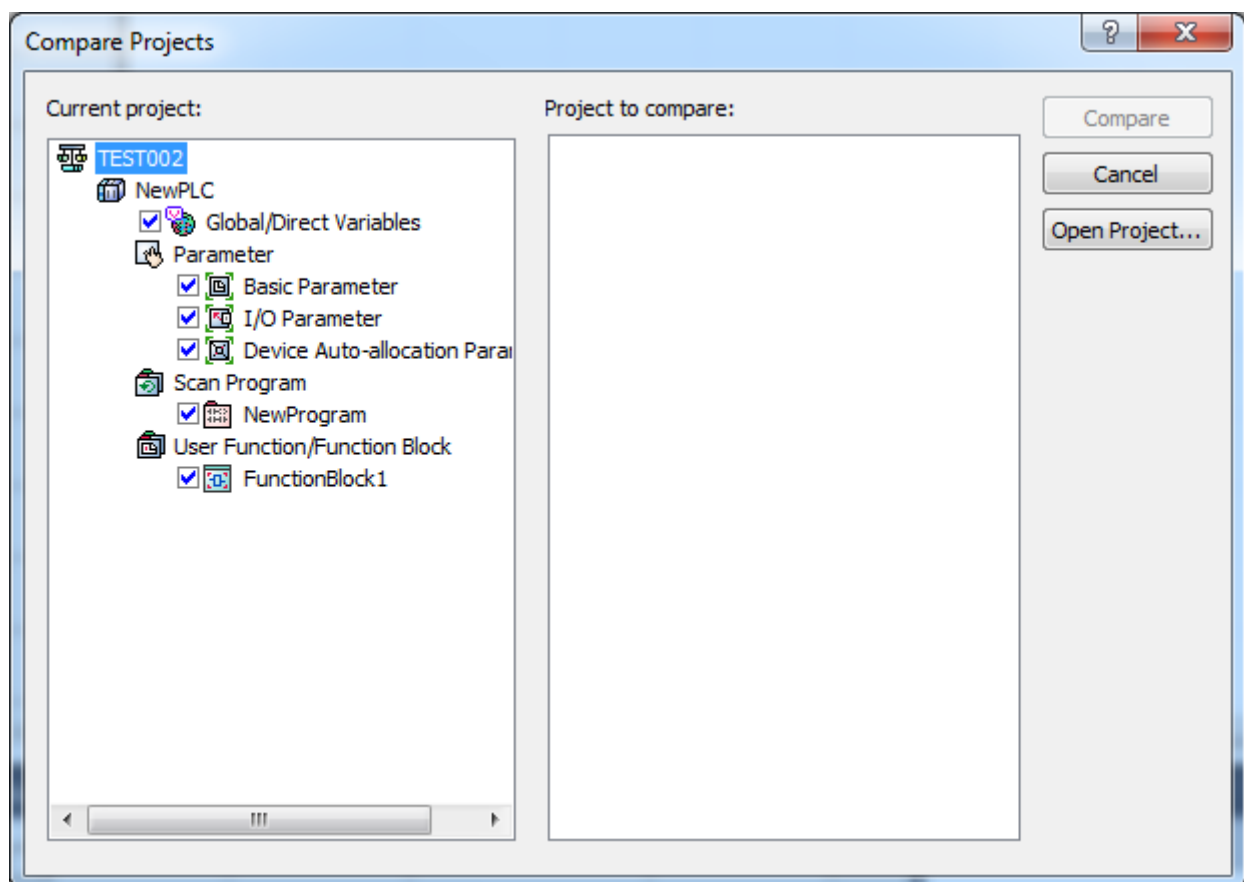 Compare Projects
Current project:
TEST002
NewPLC
Global/Direct Variables
Parameter
Basic Parameter
I/O Parameter
Device Auto-allocation Para
Scan Program
NewProgram
User Function/Function Block
FunctionBlock1
Project to compare:
Compare
Cancel
Open Project...